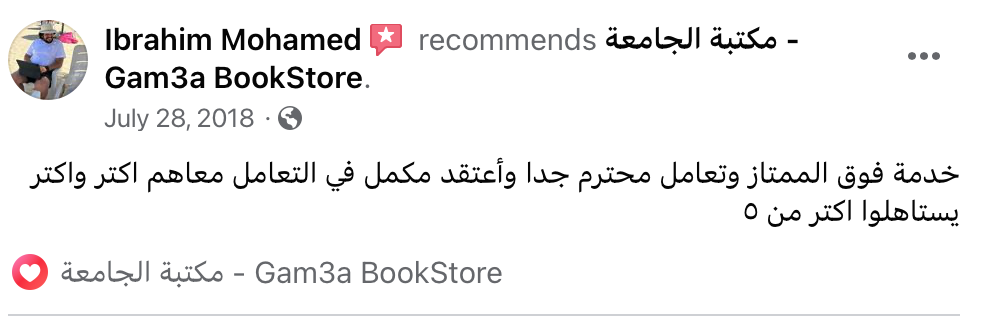 Ibrahim Mohamed recommends مكتبة الجامعة -
Gam3a BookStore.
July 28, 2018 ·
خدمة فوق الممتاز وتعامل محترم جدا وأعتقد مكمل في التعامل معاهم اكتر واكتر
يستاهلوا اكتر من ٥
مكتبة الجامعة - Gam3a BookStore